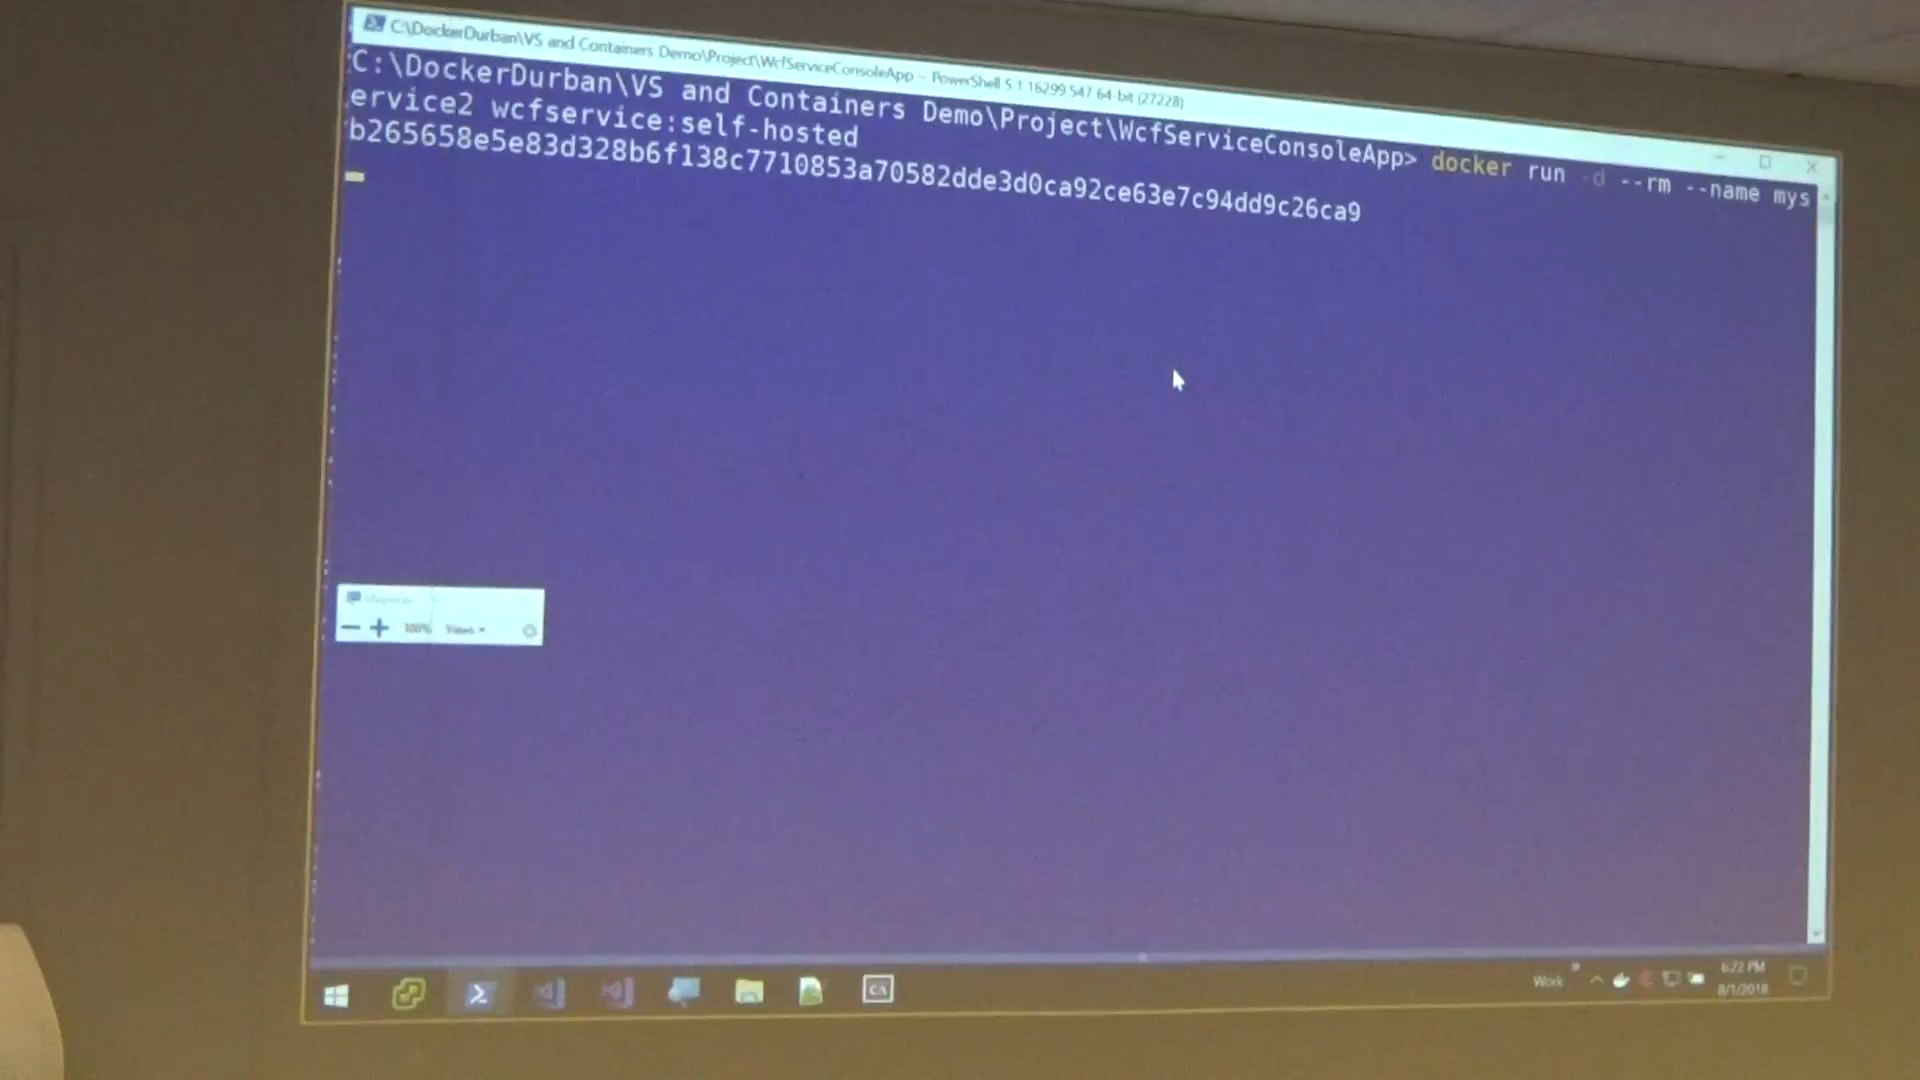 C:\DockerDurban\VS and Containers Demo\Project\WcfServiceConsoleApp – PowerShell 5.1.16299.547 64-bit (27228)
C:\DockerDurban\VS and Containers Demo\Project\WcfServiceConsoleApp> docker run -d --rm --name mys
ervice2 wcfservice:self-hosted
b265658e5e83d328b6f138c7710853a70582dde3d0ca92ce63e7c94dd9c26ca9
100% Views
Work
6:22 PM
8/1/2018